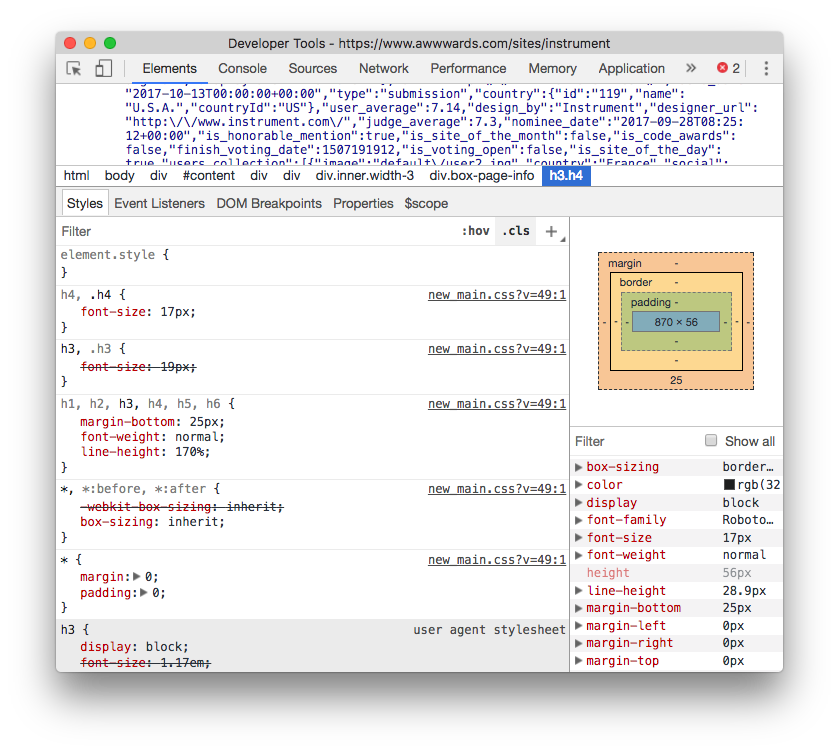 Developer Tools - https://www.awwwards.com/sites/instrument
Elements Console Sources Network Performance Memory Application » 2
"2017-10-13T00:00:00+00:00","type":"submission","country":{"id":"119","name":
"U.S.A.","countryId":"US"},"user_average":7.14,"design_by":"Instrument","designer_url":
"http:\/\/www.instrument.com\/","judge_average":7.3,"nominee_date":"2017-09-28T08:25:
12+00:00","is_honorable_mention":true,"is_site_of_the_month":false,"is_code_awards"
:false,"finish_voting_date":1507191912,"is_voting_open":false,"is_site_of_the_day"
:true,"users_collection":[{"image":"default\/user2.jpg","country":"France","social":
html body div #content div div div.inner.width-3 div.box-page-info h3.h4
Styles Event Listeners DOM Breakpoints Properties $scope
Filter :hov .cls +
element.style {
}
h4, .h4 { new_main.css?v=49:1
font-size: 17px;
}
h3, .h3 { new_main.css?v=49:1
font-size: 19px;
}
h1, h2, h3, h4, h5, h6 { new_main.css?v=49:1
margin-bottom: 25px;
font-weight: normal;
line-height: 170%;
}
*, *:before, *:after { new_main.css?v=49:1
-webkit-box-sizing: inherit;
box-sizing: inherit;
}
* { new_main.css?v=49:1
margin: 0;
padding: 0;
}
h3 { user agent stylesheet
display: block;
font-size: 1.17em;
margin -
border -
padding -
- - - 870 × 56 - - -
-
-
25
Filter Show all
box-sizing border…
color rgb(32
display block
font-family Roboto…
font-size 17px
font-weight normal
height 56px
line-height 28.9px
margin-bottom 25px
margin-left 0px
margin-right 0px
margin-top 0px